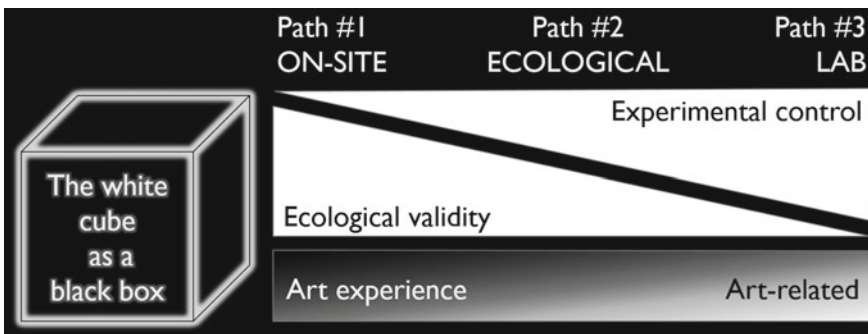 Path #1
ON-SITE
Path #2
ECOLOGICAL
Path #3
LAB
The white
cube
as a
black box
Experimental control
Ecological validity
Art experience
Art-related